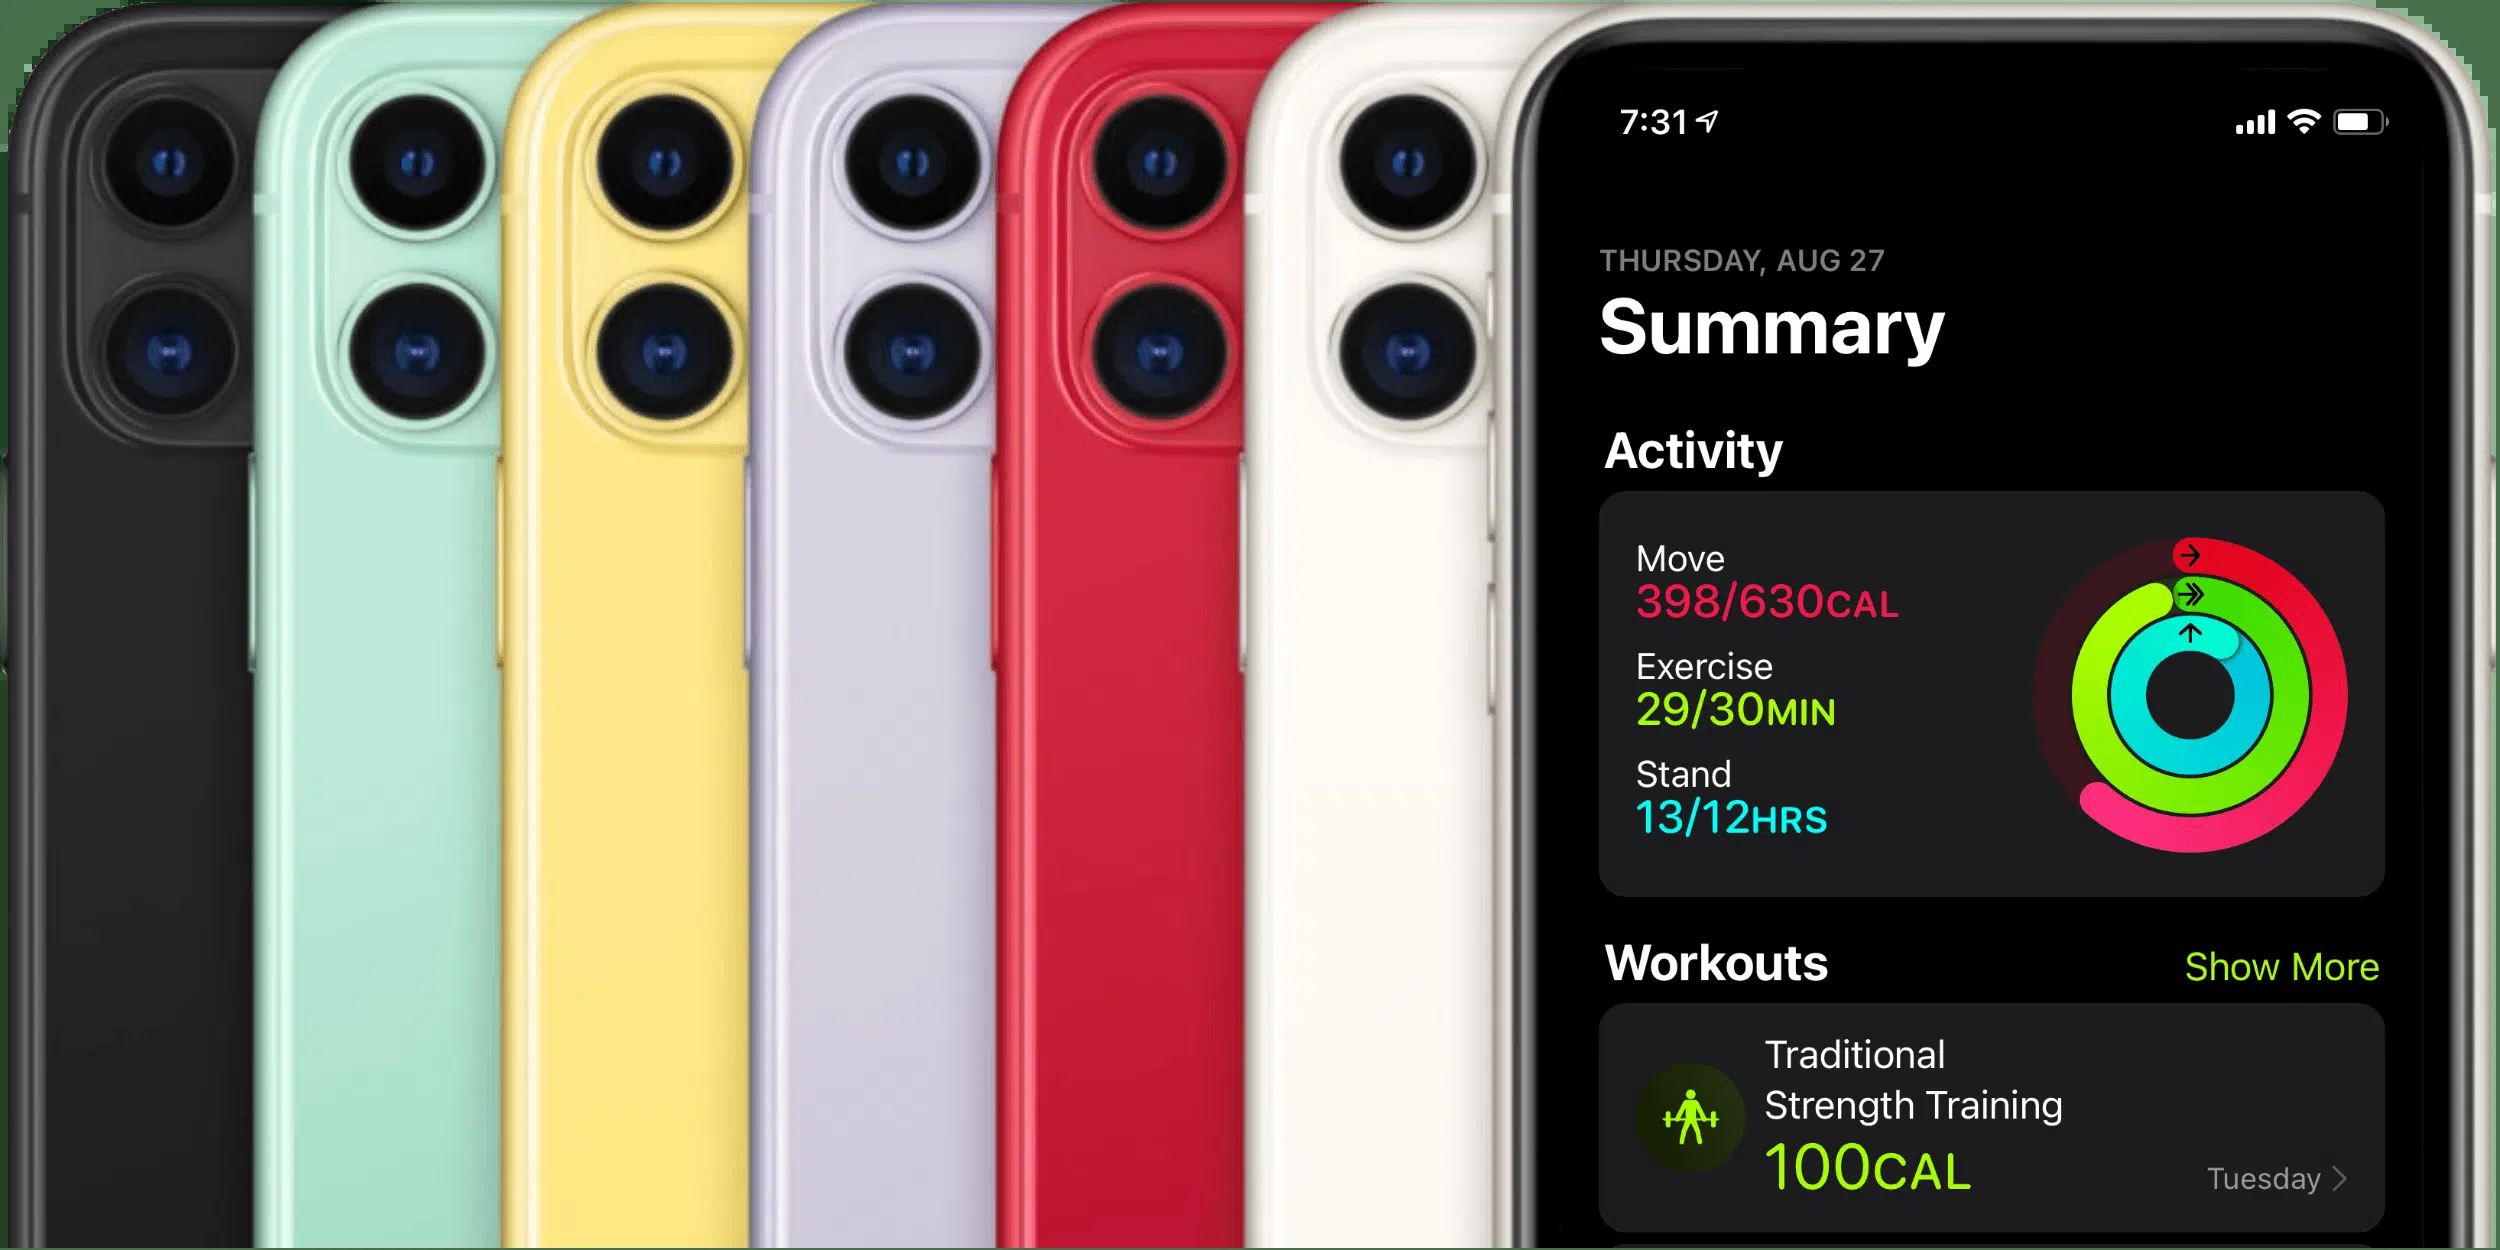 7:31
THURSDAY, AUG 27
Summary
Activity
Move
398/630CAL
Exercise
29/30MIN
Stand
13/12HRS
Workouts
Show More
Traditional
Strength Training
100CAL
Tuesday